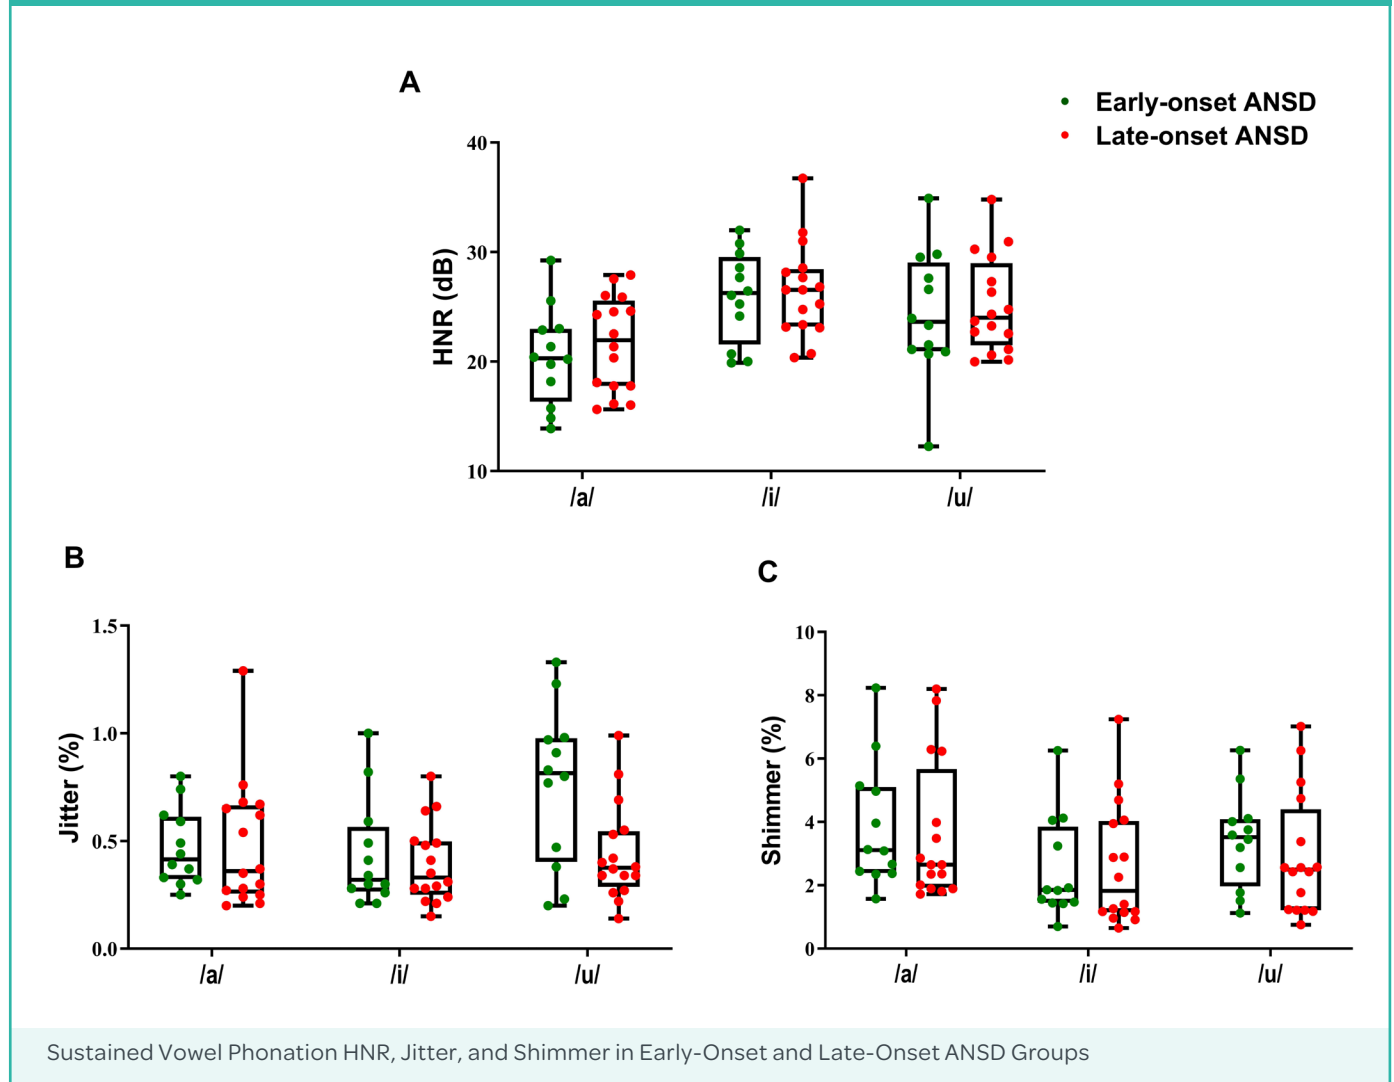 A
Early-onset ANSD
Late-onset ANSD
HNR (dB)
40
30
20
10
/a/ /i/ /u/
B
Jitter (%)
1.5
1.0
0.5
0.0
/a/ /i/ /u/
C
Shimmer (%)
10
8
6
4
2
0
/a/ /i/ /u/
Sustained Vowel Phonation HNR, Jitter, and Shimmer in Early-Onset and Late-Onset ANSD Groups